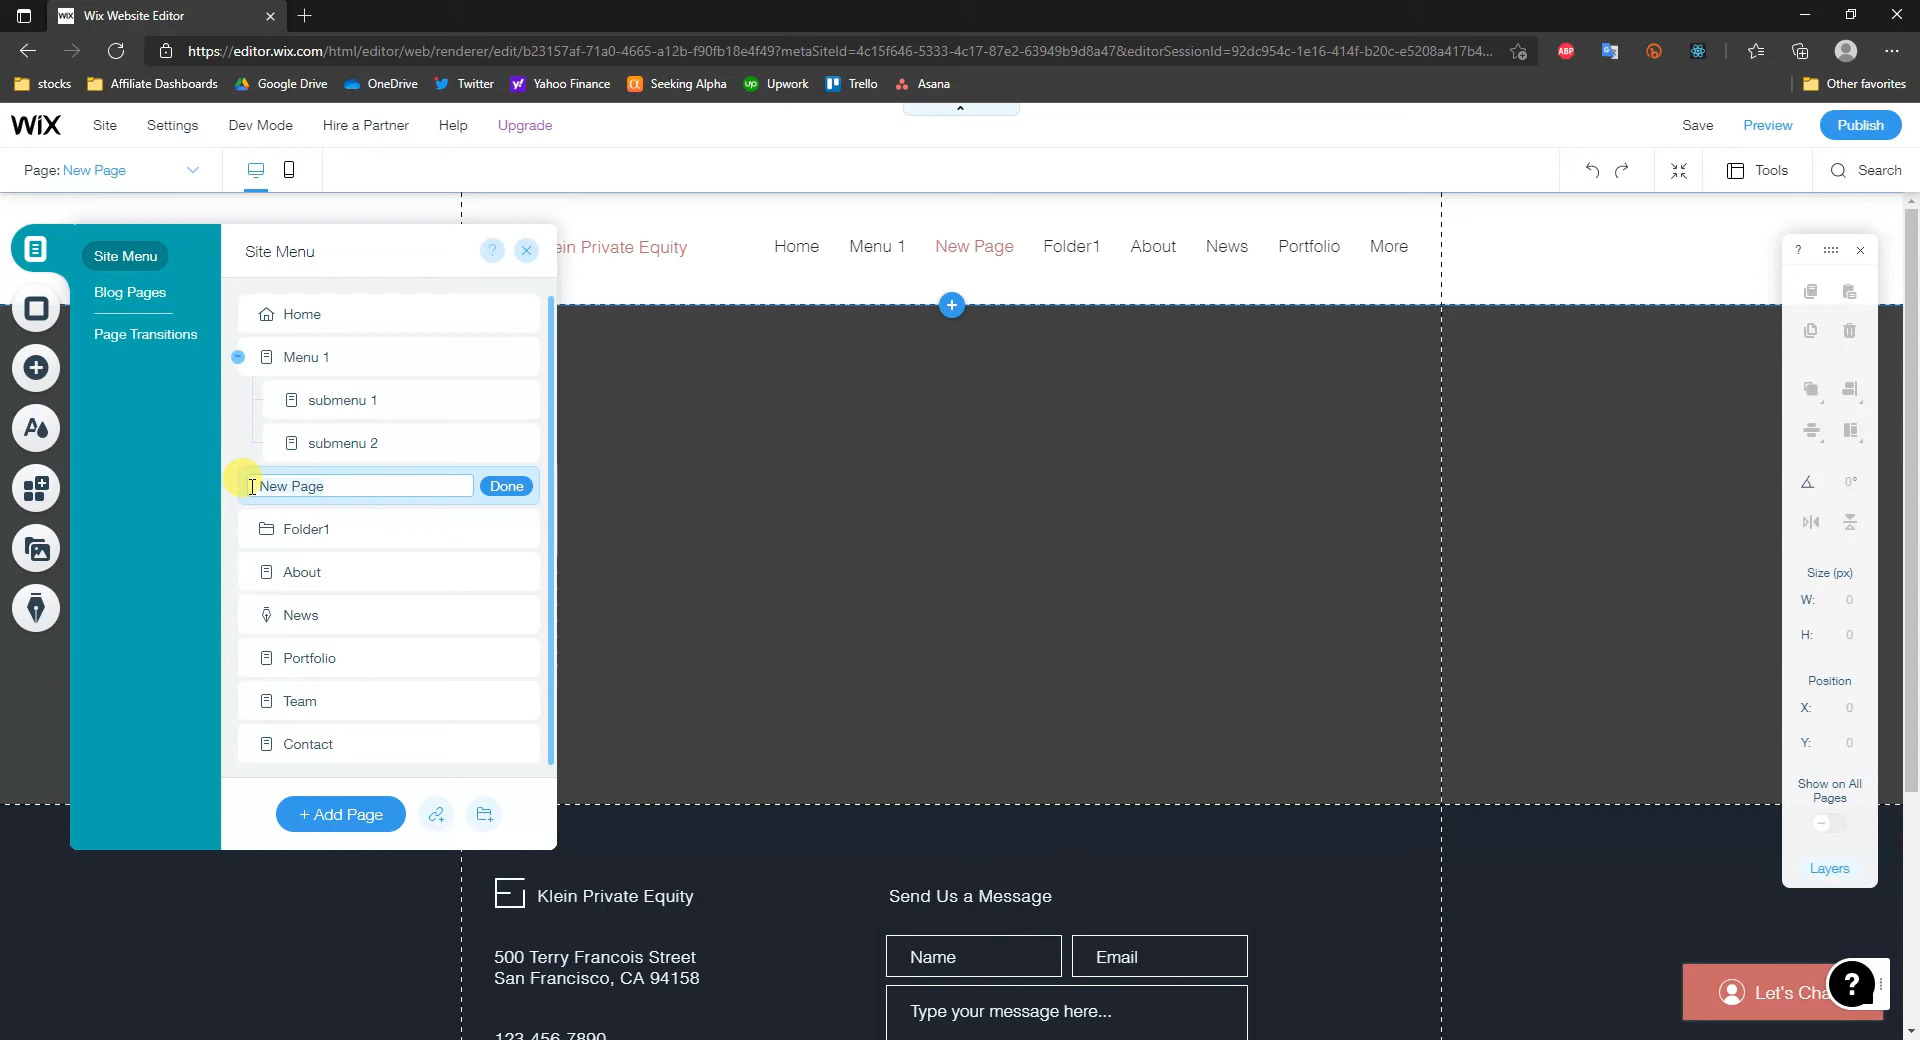 Wix Website Editor
https://editor.wix.com/html/editor/web/renderer/edit/b23157af-71a0-4665-a12b-f90fb18e4f49?metaSiteId=4c15f646-5333-4c17-87e2-63949b9d8a47&editorSessionId=92dc954c-1e16-414f-b20c-e5208a417b4...
stocks Affiliate Dashboards Google Drive OneDrive Twitter Yahoo Finance Seeking Alpha Upwork Trello Asana Other favorites
WiX Site Settings Dev Mode Hire a Partner Help Upgrade Save Preview Publish
Page: New Page Tools Search
ein Private Equity Home Menu 1 New Page Folder1 About News Portfolio More
Site Menu
Blog Pages
Page Transitions
Site Menu ?
Home
Menu 1
submenu 1
submenu 2
New Page Done
Folder1
About
News
Portfolio
Team
Contact
+ Add Page
?
0°
Size (px)
W: 0
H: 0
Position
X: 0
Y: 0
Show on All
Pages
Layers
Klein Private Equity
500 Terry Francois Street
San Francisco, CA 94158
123-456-7890
Send Us a Message
Name Email
Type your message here...
Let's Cha
?